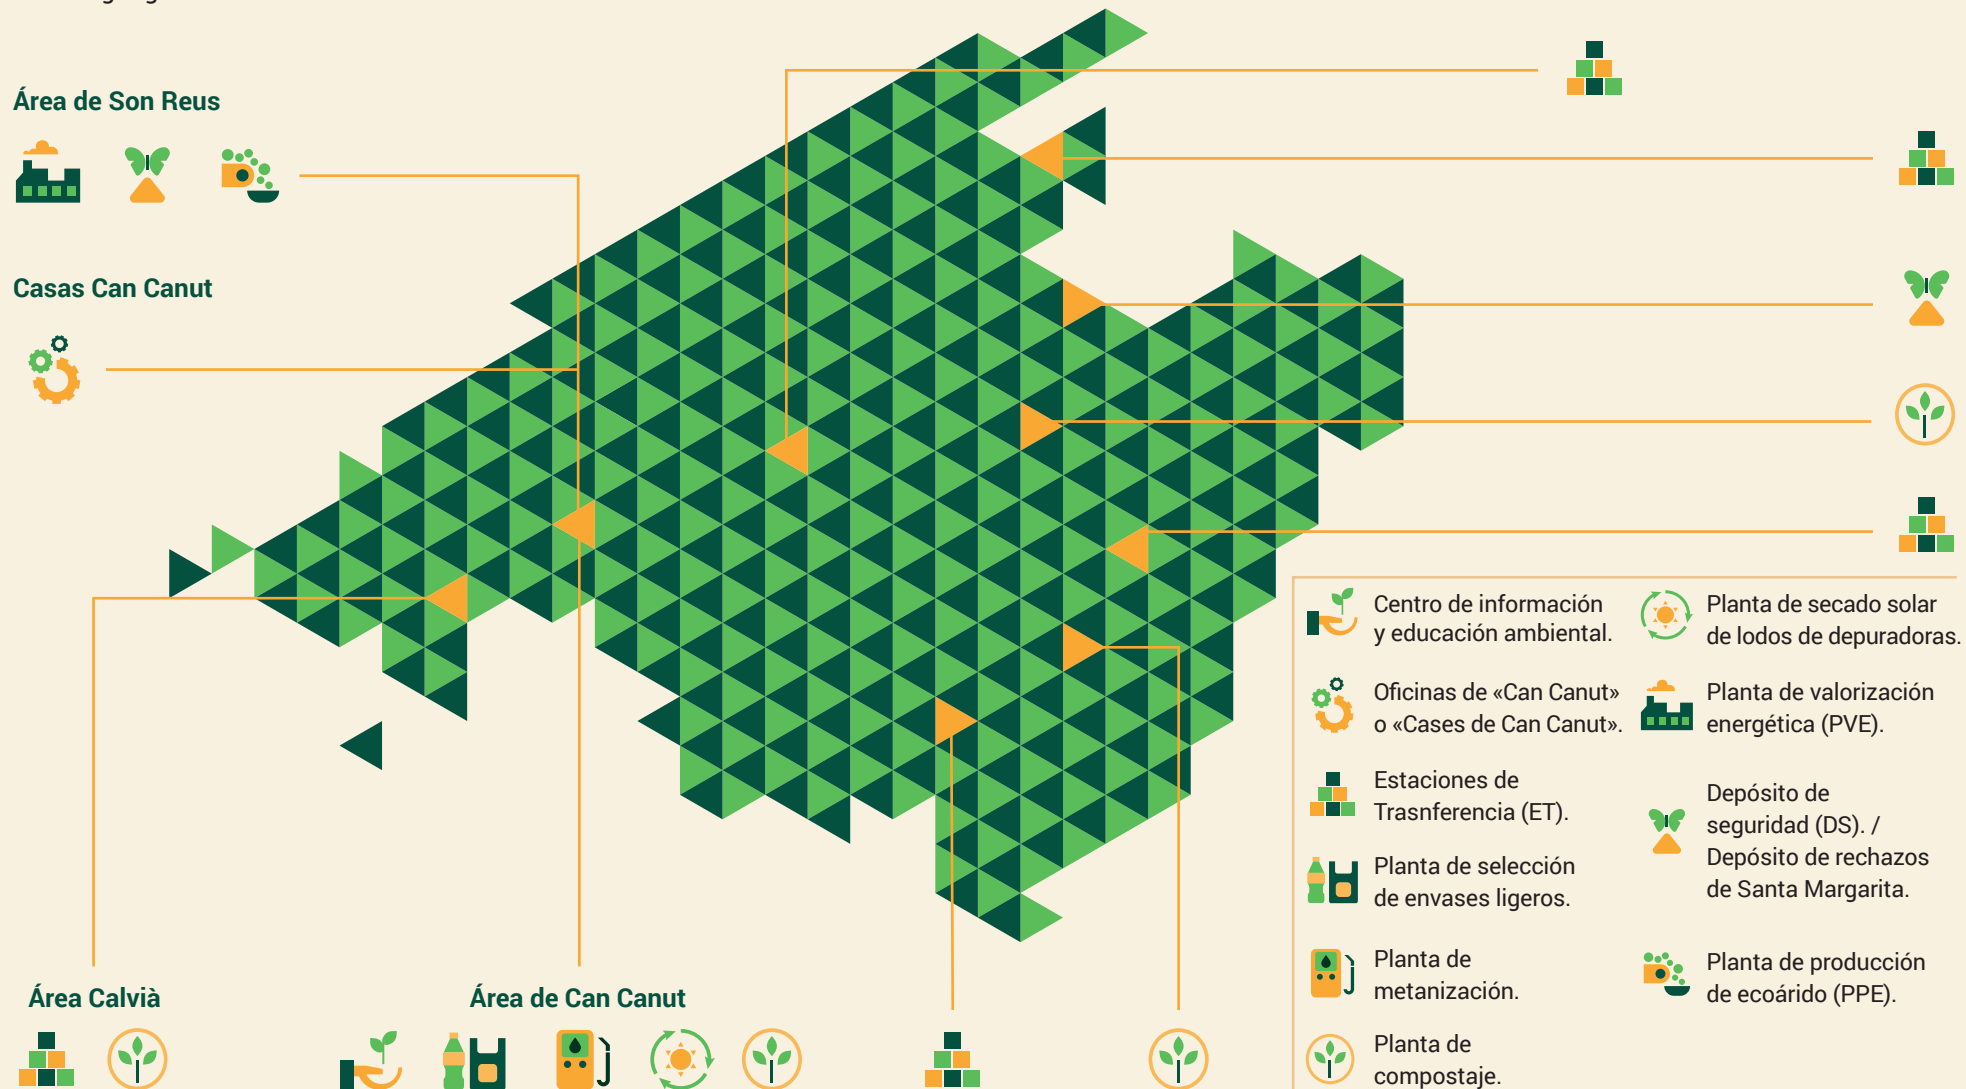 Área de Son Reus
Casas Can Canut
Área Calvià
Área de Can Canut
Centro de información
y educación ambiental.
Oficinas de «Can Canut»
o «Cases de Can Canut».
Estaciones de
Trasnferencia (ET).
Planta de selección
de envases ligeros.
Planta de
metanización.
Planta de
compostaje.
Planta de secado solar
de lodos de depuradoras.
Planta de valorización
energética (PVE).
Depósito de
seguridad (DS). /
Depósito de rechazos
de Santa Margarita.
Planta de producción
de ecoárido (PPE).